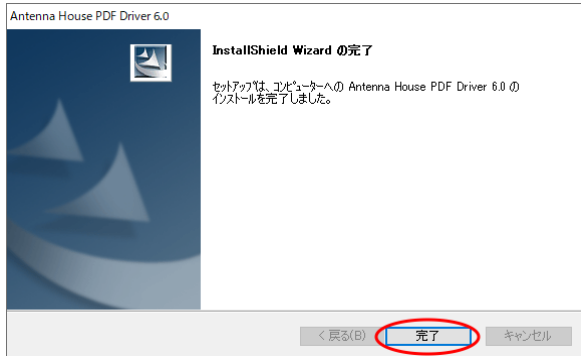 Antenna House PDF Driver 6.0
InstallShield Wizard の完了
セットアップは、コンピューターへの Antenna House PDF Driver 6.0 の
インストールを完了しました。
< 戻る(B)
完了
キャンセル